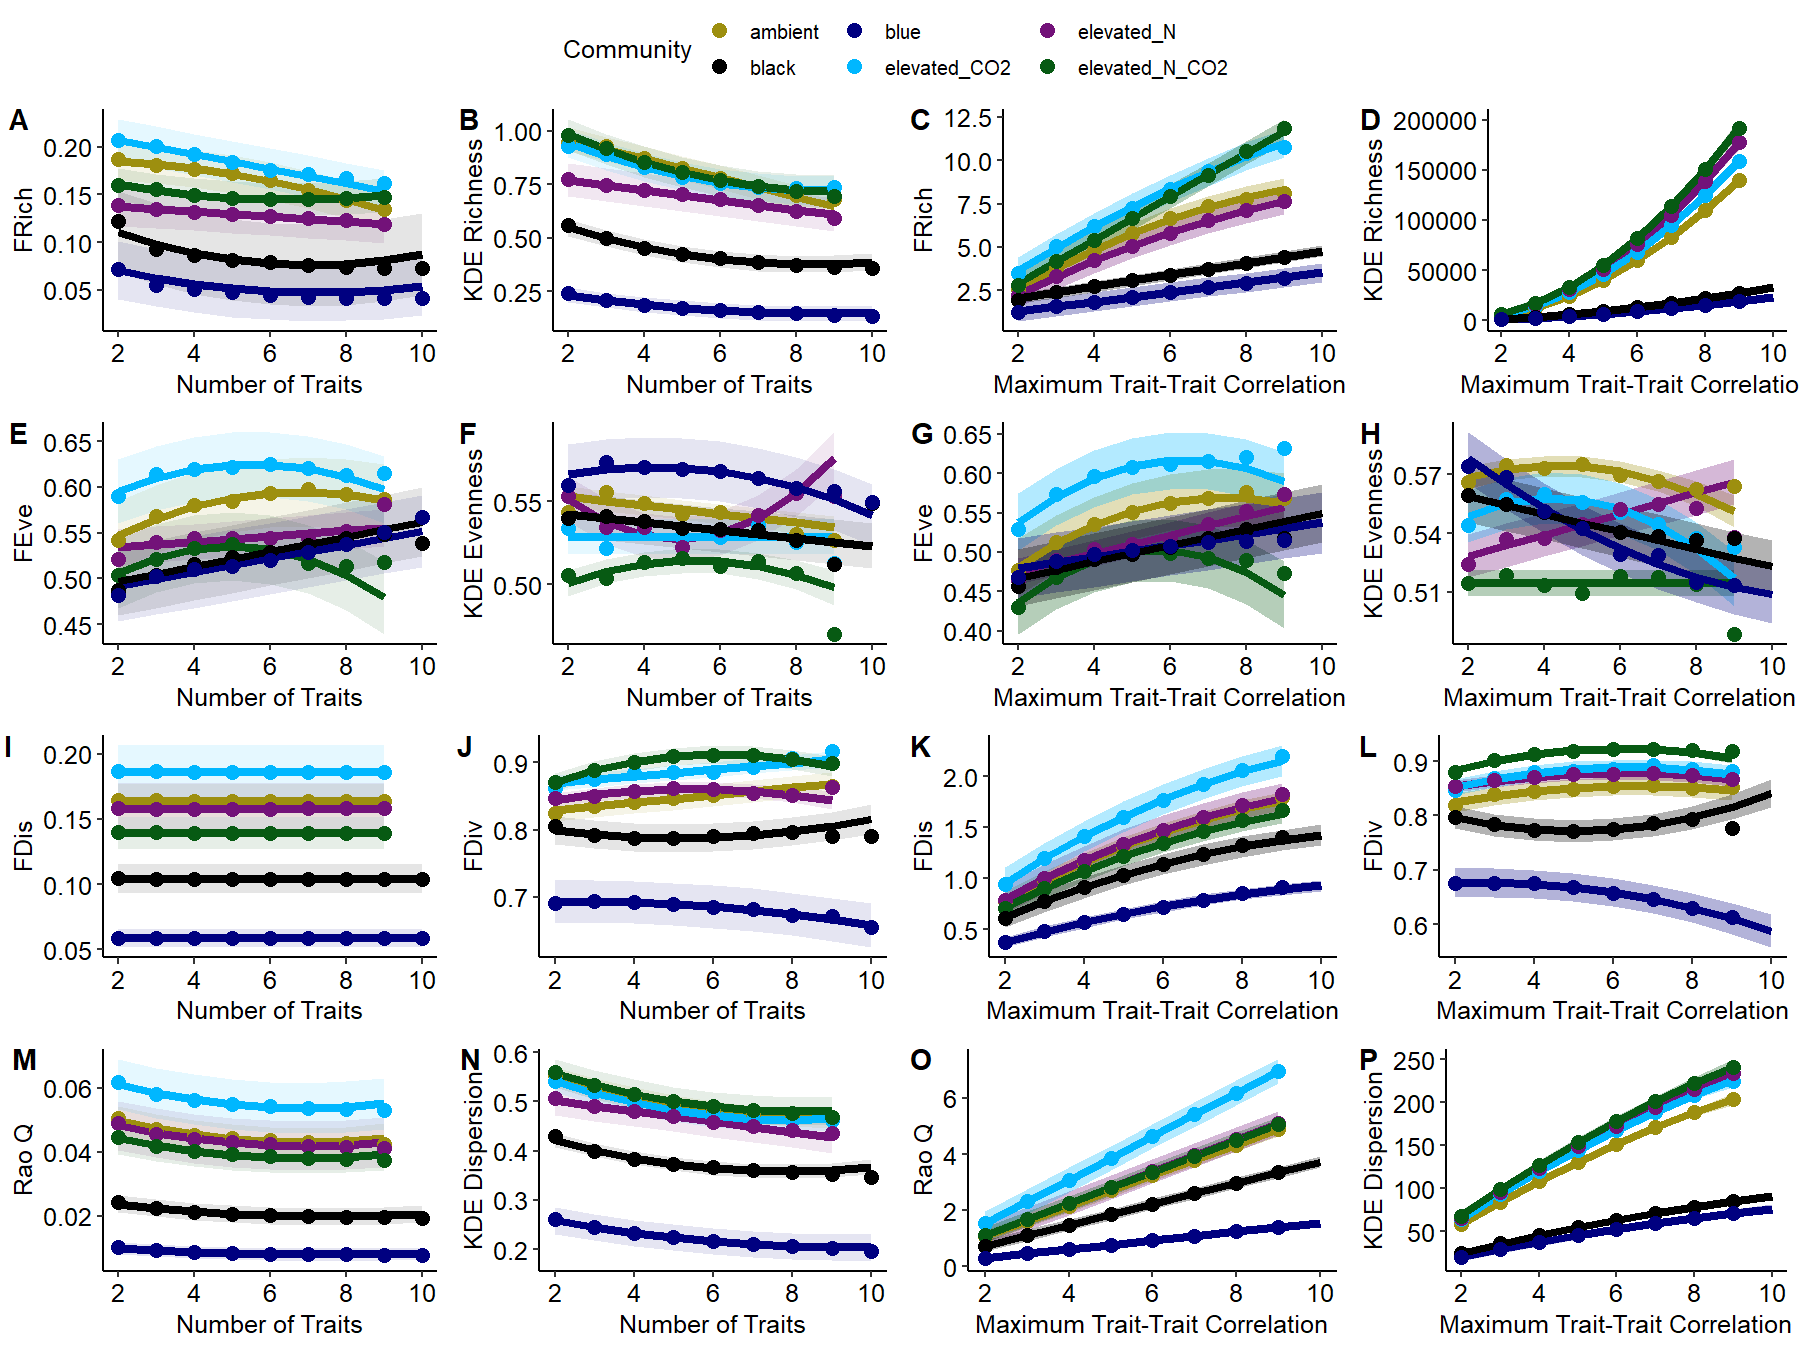 Community
ambient
blue
elevated_N
black
elevated_CO2
elevated_N_CO2
A
FRich
0.20
0.15
0.10
0.05
2 4 6 8 10
Number of Traits
B
KDE Richness
1.00
0.75
0.50
0.25
2 4 6 8 10
Number of Traits
C
FRich
12.5
10.0
7.5
5.0
2.5
2 4 6 8 10
Maximum Trait-Trait Correlation
D
KDE Richness
200000
150000
100000
50000
0
2 4 6 8 10
Maximum Trait-Trait Correlatio
E
FEve
0.65
0.60
0.55
0.50
0.45
2 4 6 8 10
Number of Traits
F
KDE Evenness
0.55
0.50
2 4 6 8 10
Number of Traits
G
FEve
0.65
0.60
0.55
0.50
0.45
0.40
2 4 6 8 10
Maximum Trait-Trait Correlation
H
KDE Evenness
0.57
0.54
0.51
2 4 6 8 10
Maximum Trait-Trait Correlation
I
FDis
0.20
0.15
0.10
0.05
2 4 6 8 10
Number of Traits
J
FDiv
0.9
0.8
0.7
2 4 6 8 10
Number of Traits
K
FDis
2.0
1.5
1.0
0.5
2 4 6 8 10
Maximum Trait-Trait Correlation
L
FDiv
0.9
0.8
0.7
0.6
2 4 6 8 10
Maximum Trait-Trait Correlation
M
Rao Q
0.06
0.04
0.02
2 4 6 8 10
Number of Traits
N
KDE Dispersion
0.6
0.5
0.4
0.3
0.2
2 4 6 8 10
Number of Traits
O
Rao Q
6
4
2
0
2 4 6 8 10
Maximum Trait-Trait Correlation
P
KDE Dispersion
250
200
150
100
50
2 4 6 8 10
Maximum Trait-Trait Correlation